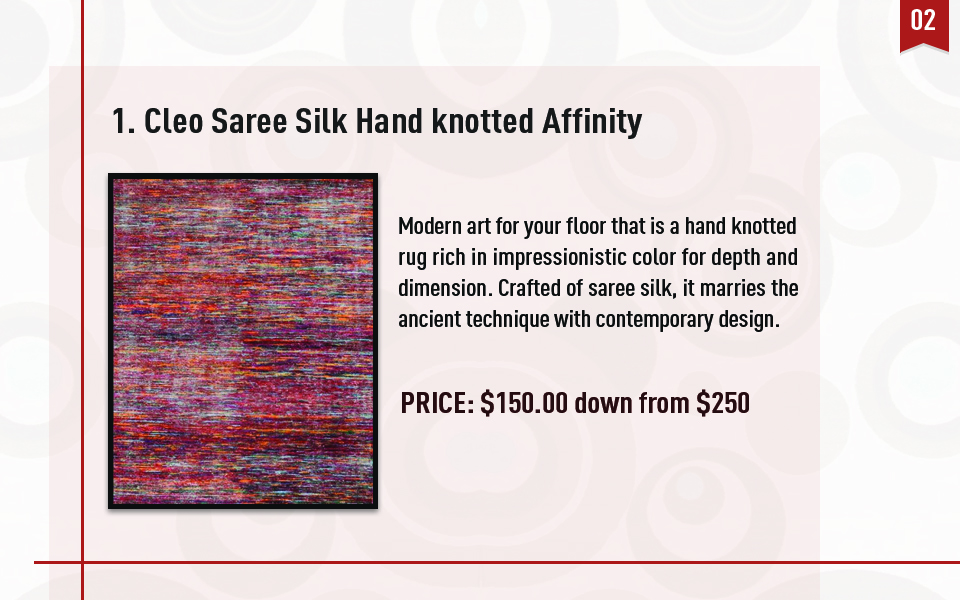 02
1. Cleo Saree Silk Hand knotted Affinity
Modern art for your floor that is a hand knotted
rug rich in impressionistic color for depth and
dimension. Crafted of saree silk, it marries the
ancient technique with contemporary design.
PRICE: $150.00 down from $250